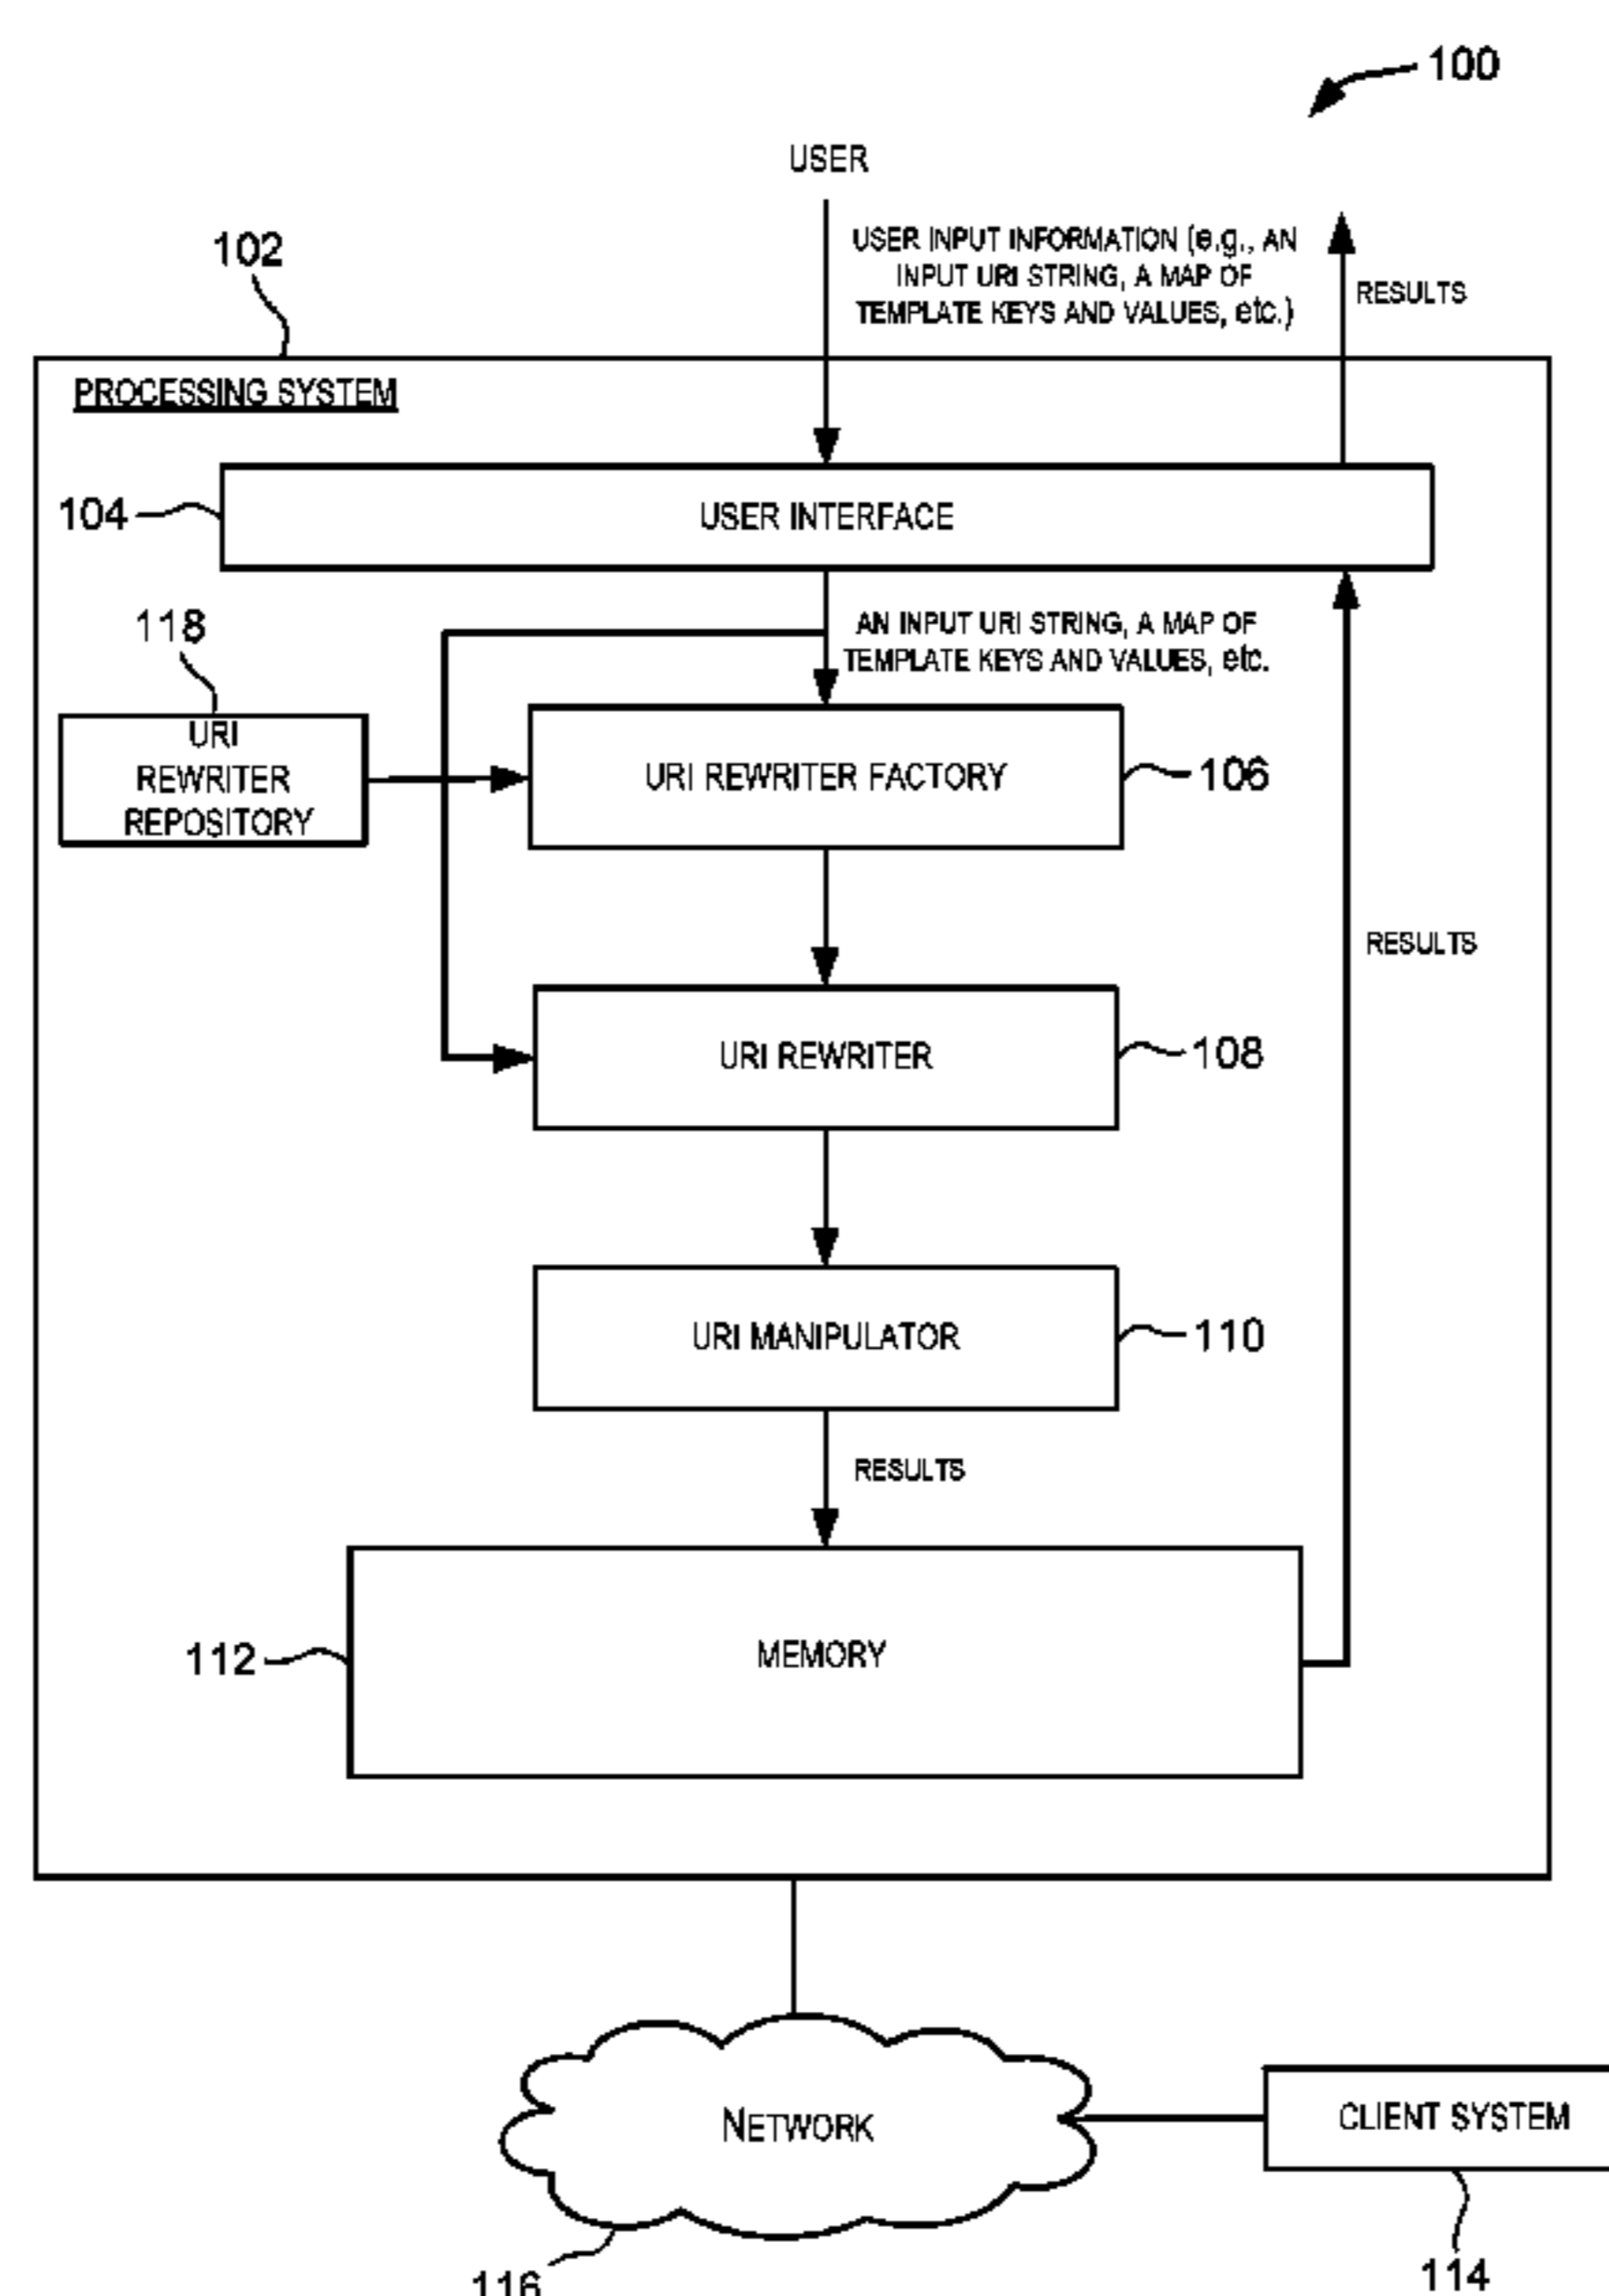 100
USER
USER INPUT INFORMATION (e.g., AN
INPUT URI STRING, A MAP OF
TEMPLATE KEYS AND VALUES, etc.)
RESULTS
102
PROCESSING SYSTEM
104
USER INTERFACE
118
AN INPUT URI STRING, A MAP OF
TEMPLATE KEYS AND VALUES, etc.
URI
REWRITER
REPOSITORY
URI REWRITER FACTORY
106
RESULTS
URI REWRITER
108
URI MANIPULATOR
110
RESULTS
112
MEMORY
NETWORK
CLIENT SYSTEM
116
114